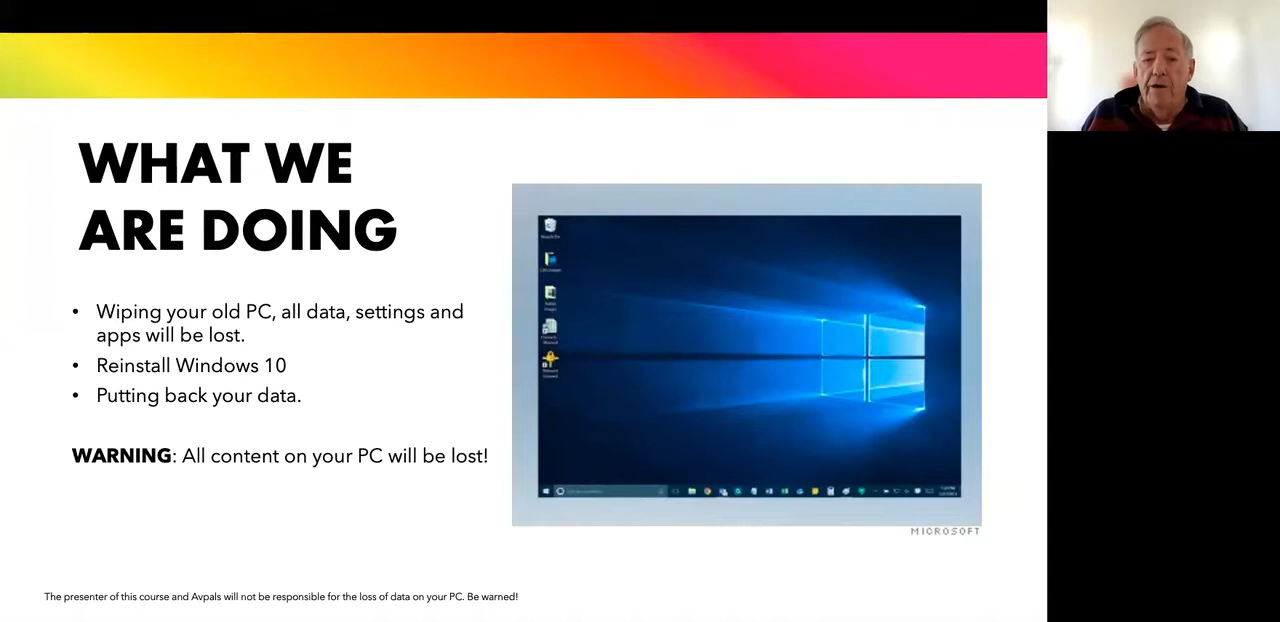 WHAT WE
ARE DOING
• Wiping your old PC, all data, settings and
apps will be lost.
• Reinstall Windows 10
• Putting back your data.
WARNING: All content on your PC will be lost!
MICROSOFT
The presenter of this course and Avpals will not be responsible for the loss of data on your PC. Be warned!